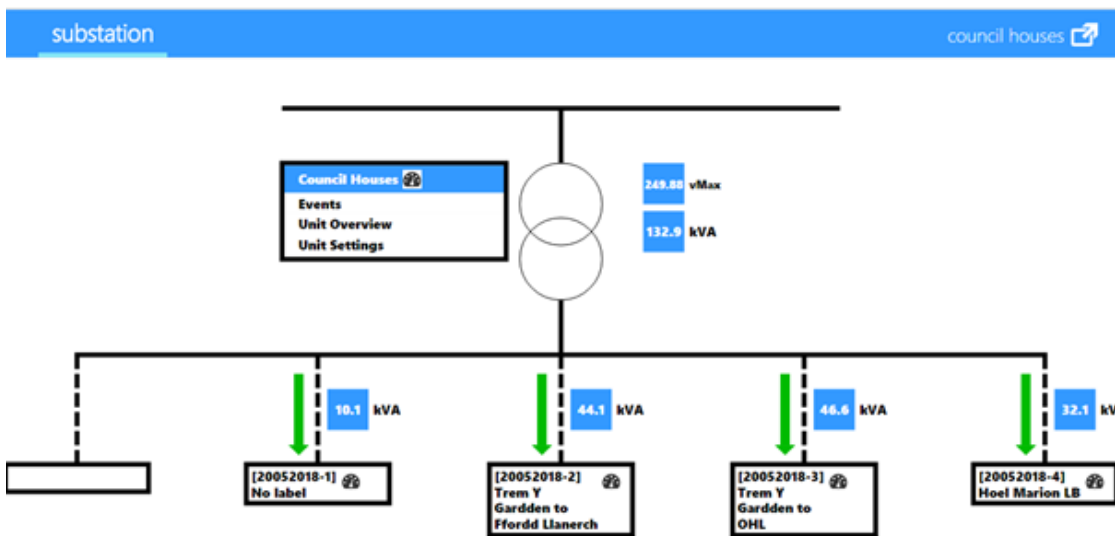 substation
council houses
Council Houses
Events
Unit Overview
Unit Settings
249.88 vMax
132.9 kVA
10.1 kVA
44.1 kVA
46.6 kVA
32.1 kV
[20052018-1]
No label
[20052018-2]
Trem Y
Gardden to
Ffordd Llanerch
[20052018-3]
Trem Y
Gardden to
OHL
[20052018-4]
Hoel Marion LB